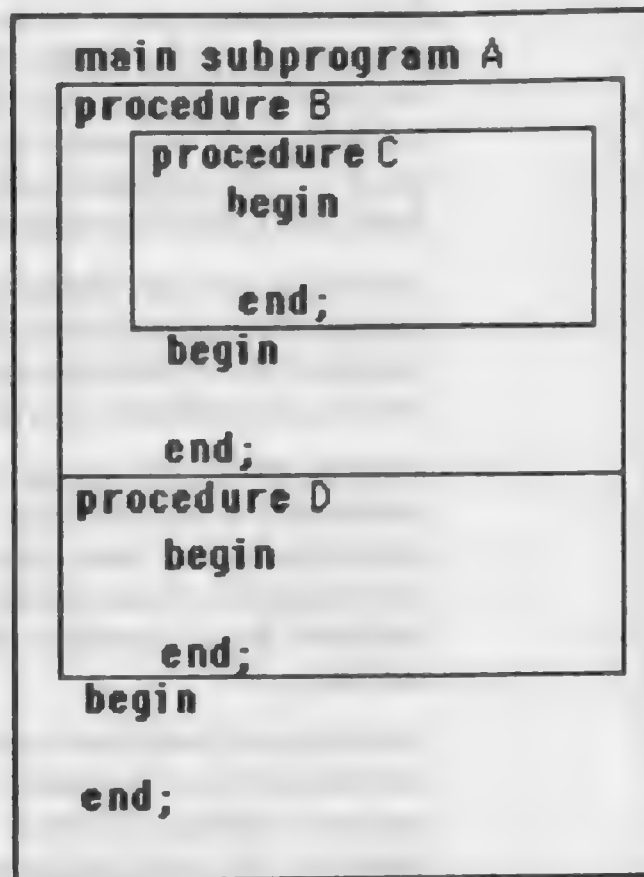 main subprogram A
procedure B
procedure C
begin
end;
begin
end;
procedure D
begin
end;
begin
end;